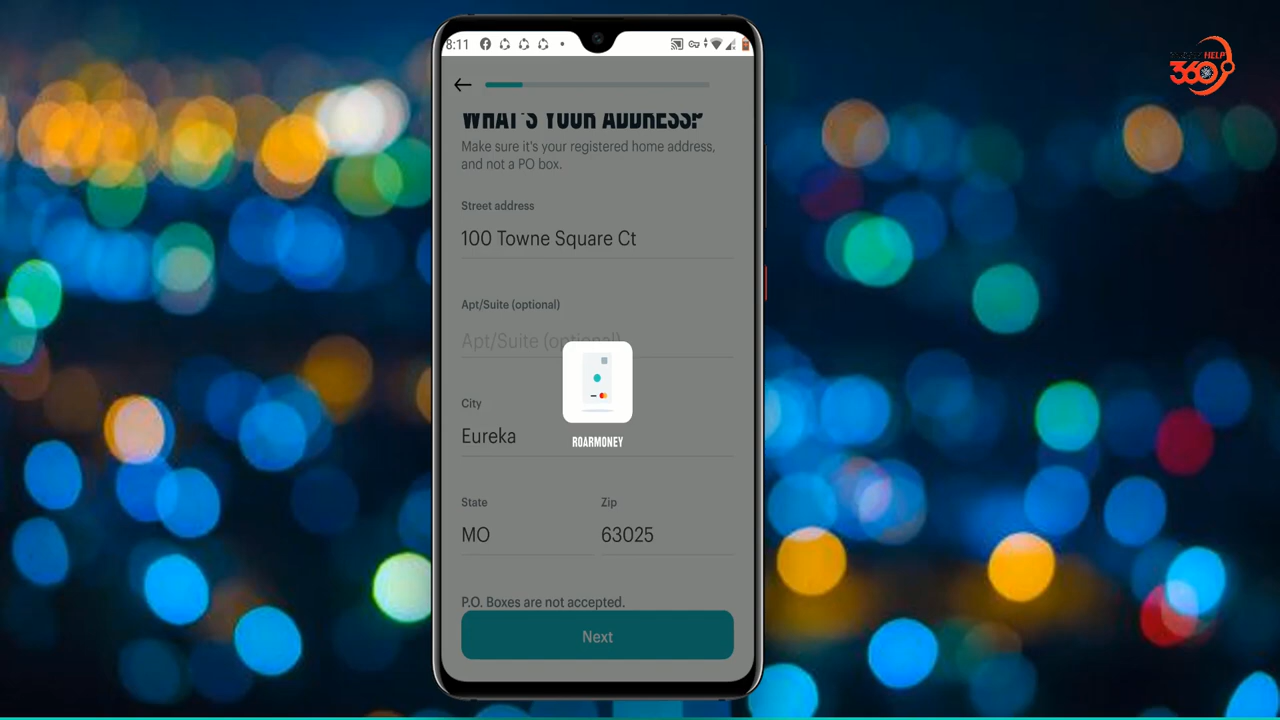 8:11
HELP
360
WHAT'S YOUR ADDRESS?
Make sure it's your registered home address,
and not a PO box.
Street address
100 Towne Square Ct
Apt/Suite (optional)
Apt/Suite (optional)
City
Eureka
ROARMONEY
State
Zip
MO
63025
P.O. Boxes are not accepted.
Next